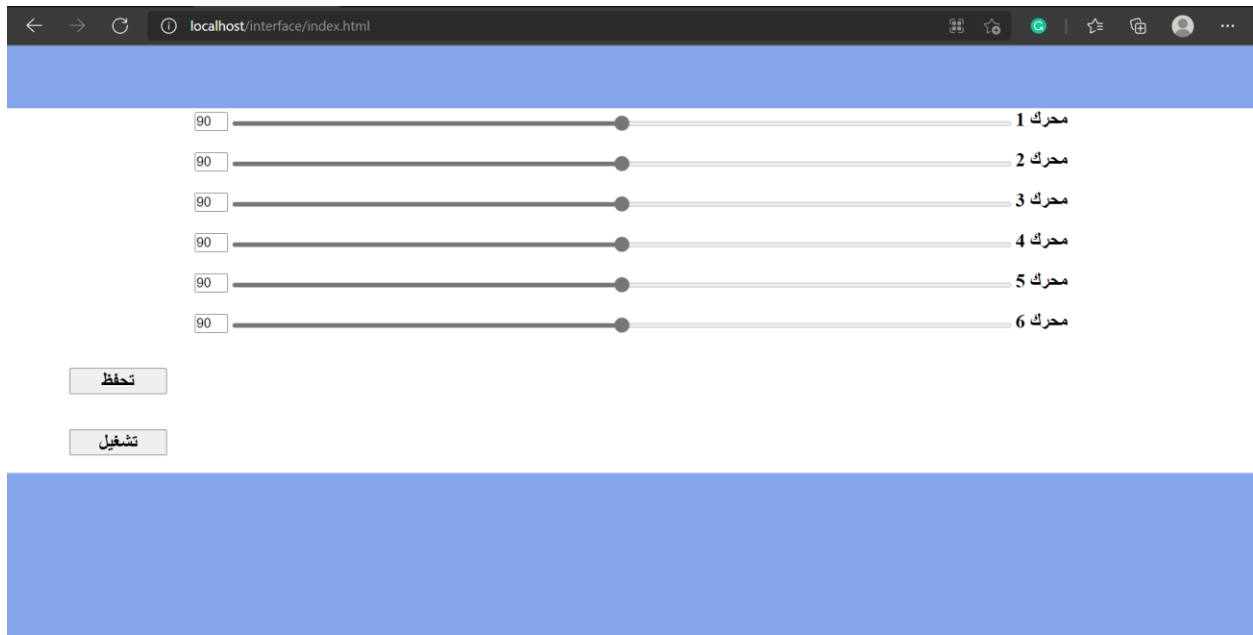 localhost/interface/index.html
محرك 1 90
محرك 2 90
محرك 3 90
محرك 4 90
محرك 5 90
محرك 6 90
تحفظ
تشغيل